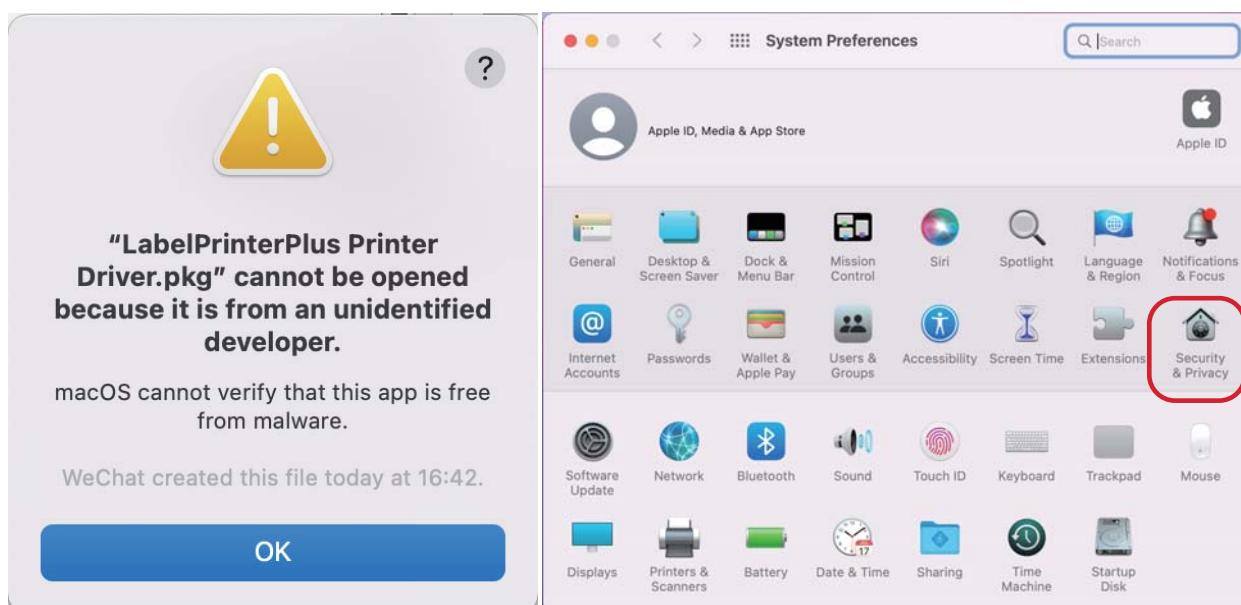 ?
“LabelPrinterPlus Printer
Driver.pkg” cannot be opened
because it is from an unidentified
developer.
macOS cannot verify that this app is free
from malware.
WeChat created this file today at 16:42.
OK
System Preferences
Search
Apple ID, Media & App Store
Apple ID
General
Desktop &
Screen Saver
Dock &
Menu Bar
Mission
Control
Siri
Spotlight
Language
& Region
Notifications
& Focus
Internet
Accounts
Passwords
Wallet &
Apple Pay
Users &
Groups
Accessibility
Screen Time
Extensions
Security
& Privacy
Software
Update
Network
Bluetooth
Sound
Touch ID
Keyboard
Trackpad
Mouse
Displays
Printers &
Scanners
Battery
Date & Time
Sharing
Time
Machine
Startup
Disk